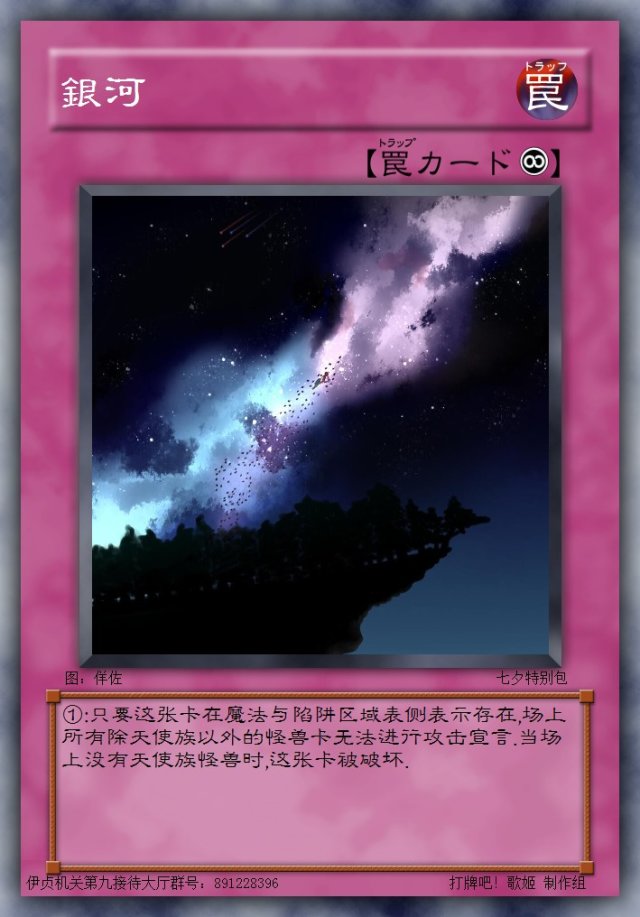 銀河
トラップ
罠
トラップ
【罠カード】
图：佯佐 七夕特别包
①:只要这张卡在魔法与陷阱区域表侧表示存在,场上
所有除天使族以外的怪兽卡无法进行攻击宣言.当场
上没有天使族怪兽时,这张卡被破坏.
伊贞机关第九接待大厅群号：891228396 打牌吧！歌姬 制作组